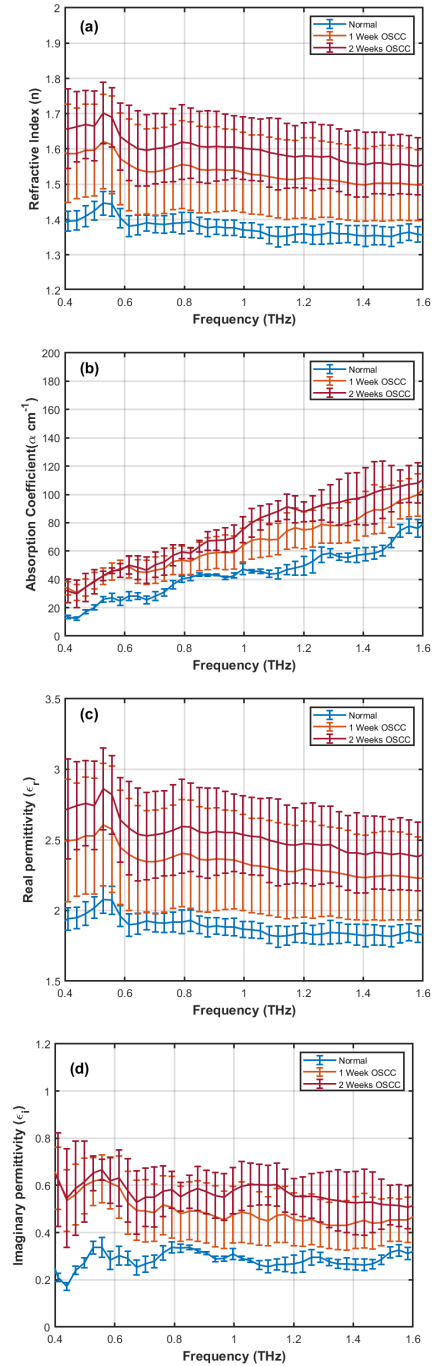 (a)
Normal
1 Week OSCC
2 Weeks OSCC
2
1.9
1.8
1.7
1.6
1.5
1.4
1.3
1.2
Refractive Index (n)
0.4 0.6 0.8 1 1.2 1.4 1.6
Frequency (THz)
(b)
Normal
1 Week OSCC
2 Weeks OSCC
200
180
160
140
120
100
80
60
40
20
0
Absorption Coefficient(α cm⁻¹)
0.4 0.6 0.8 1 1.2 1.4 1.6
Frequency (THz)
(c)
Normal
1 Week OSCC
2 Weeks OSCC
3.5
3
2.5
2
1.5
Real permittivity (ϵr)
0.4 0.6 0.8 1 1.2 1.4 1.6
Frequency (THz)
(d)
Normal
1 Week OSCC
2 Weeks OSCC
1.2
1
0.8
0.6
0.4
0.2
0
Imaginary permittivity (ϵi)
0.4 0.6 0.8 1 1.2 1.4 1.6
Frequency (THz)